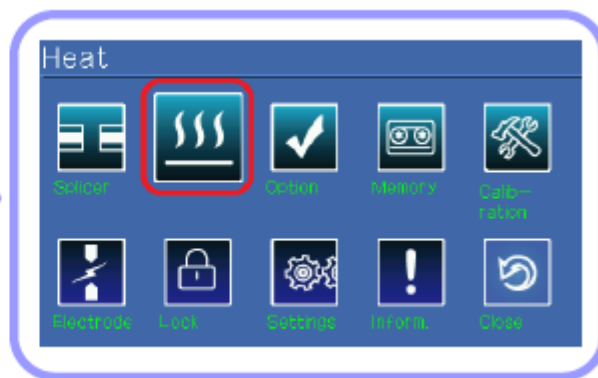 Heat
Splicer Option Memory Calib-
ration
Electrode Lock Settings Inform. Close